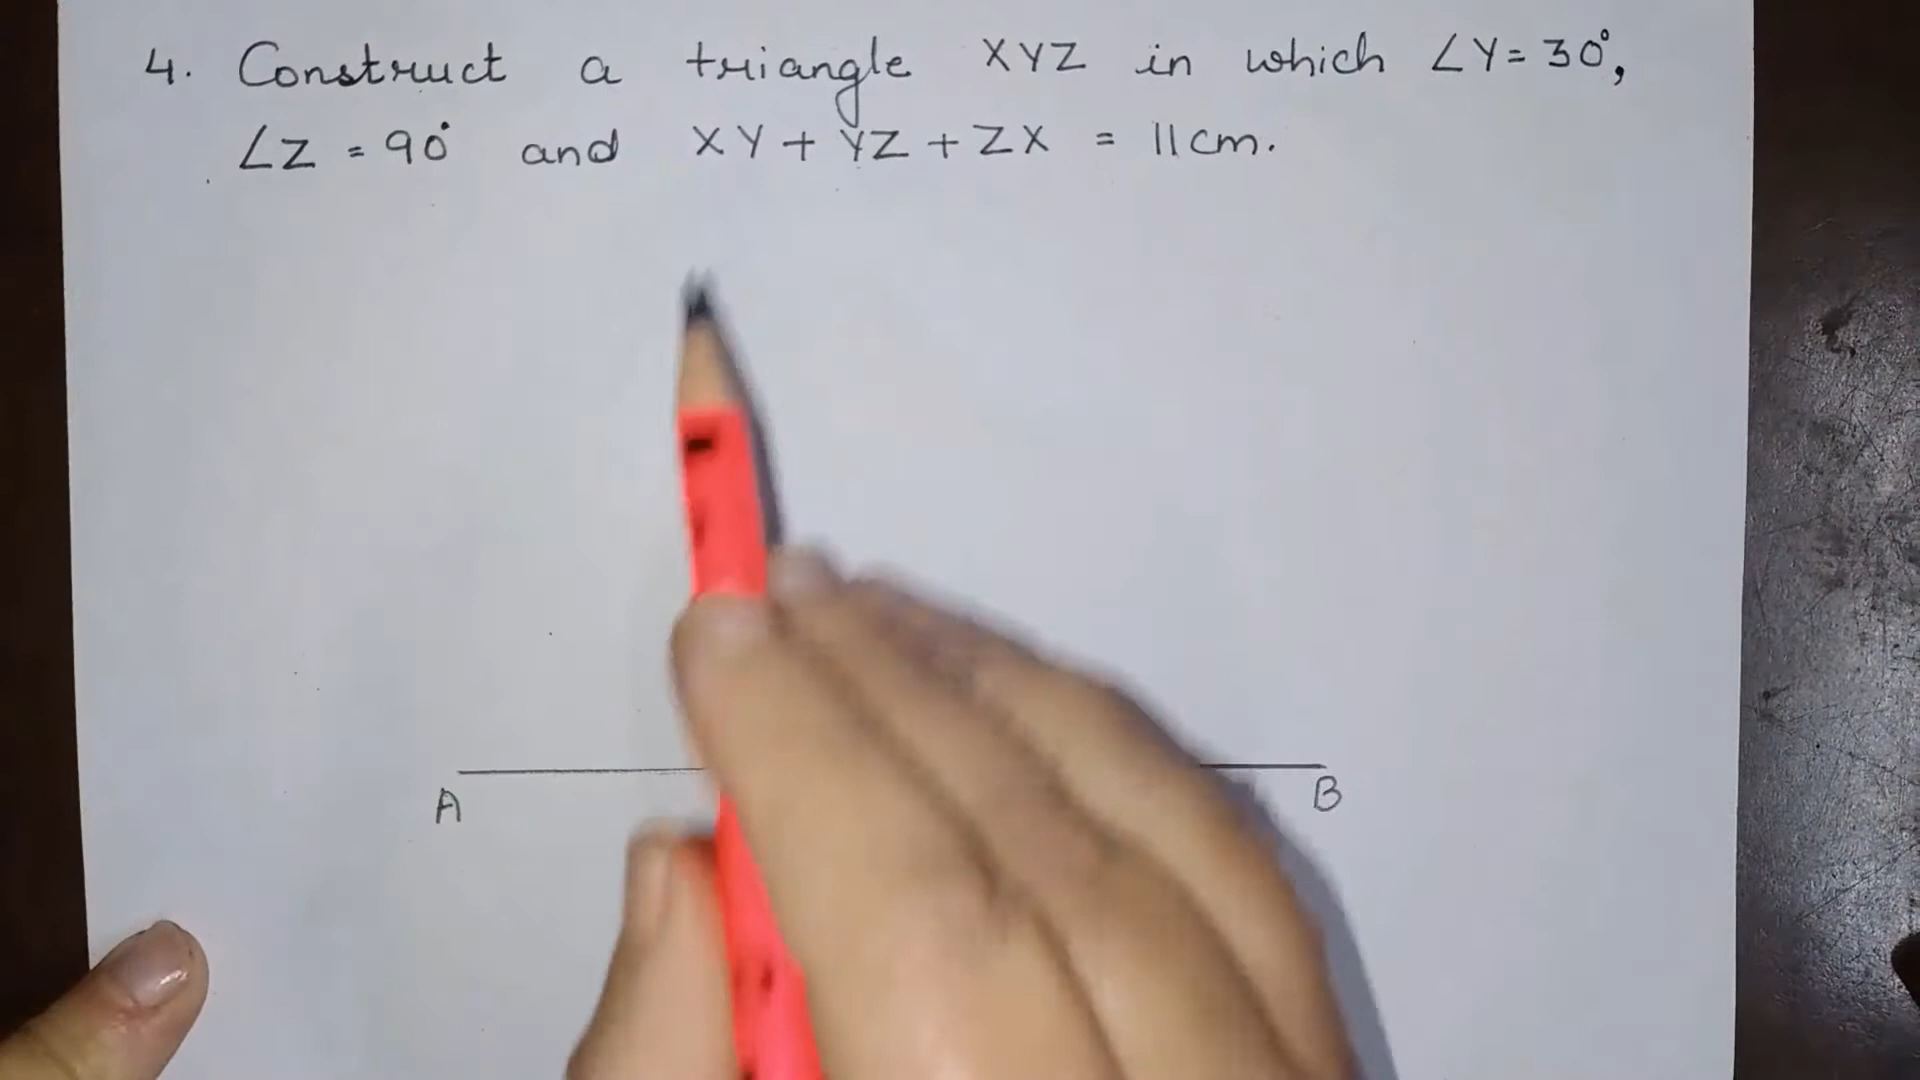 4. Construct a triangle XYZ in which ∠Y = 30°,
∠Z = 90° and XY + YZ + ZX = 11cm.
A B